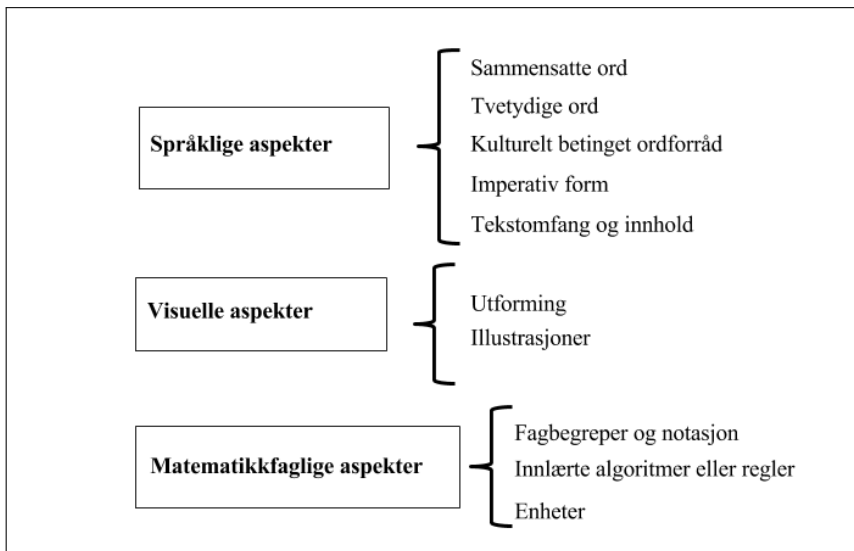 Språklige aspekter
Sammensatte ord
Tvetydige ord
Kulturelt betinget ordforråd
Imperativ form
Tekstomfang og innhold
Visuelle aspekter
Utforming
Illustrasjoner
Matematikkfaglige aspekter
Fagbegreper og notasjon
Innlærte algoritmer eller regler
Enheter